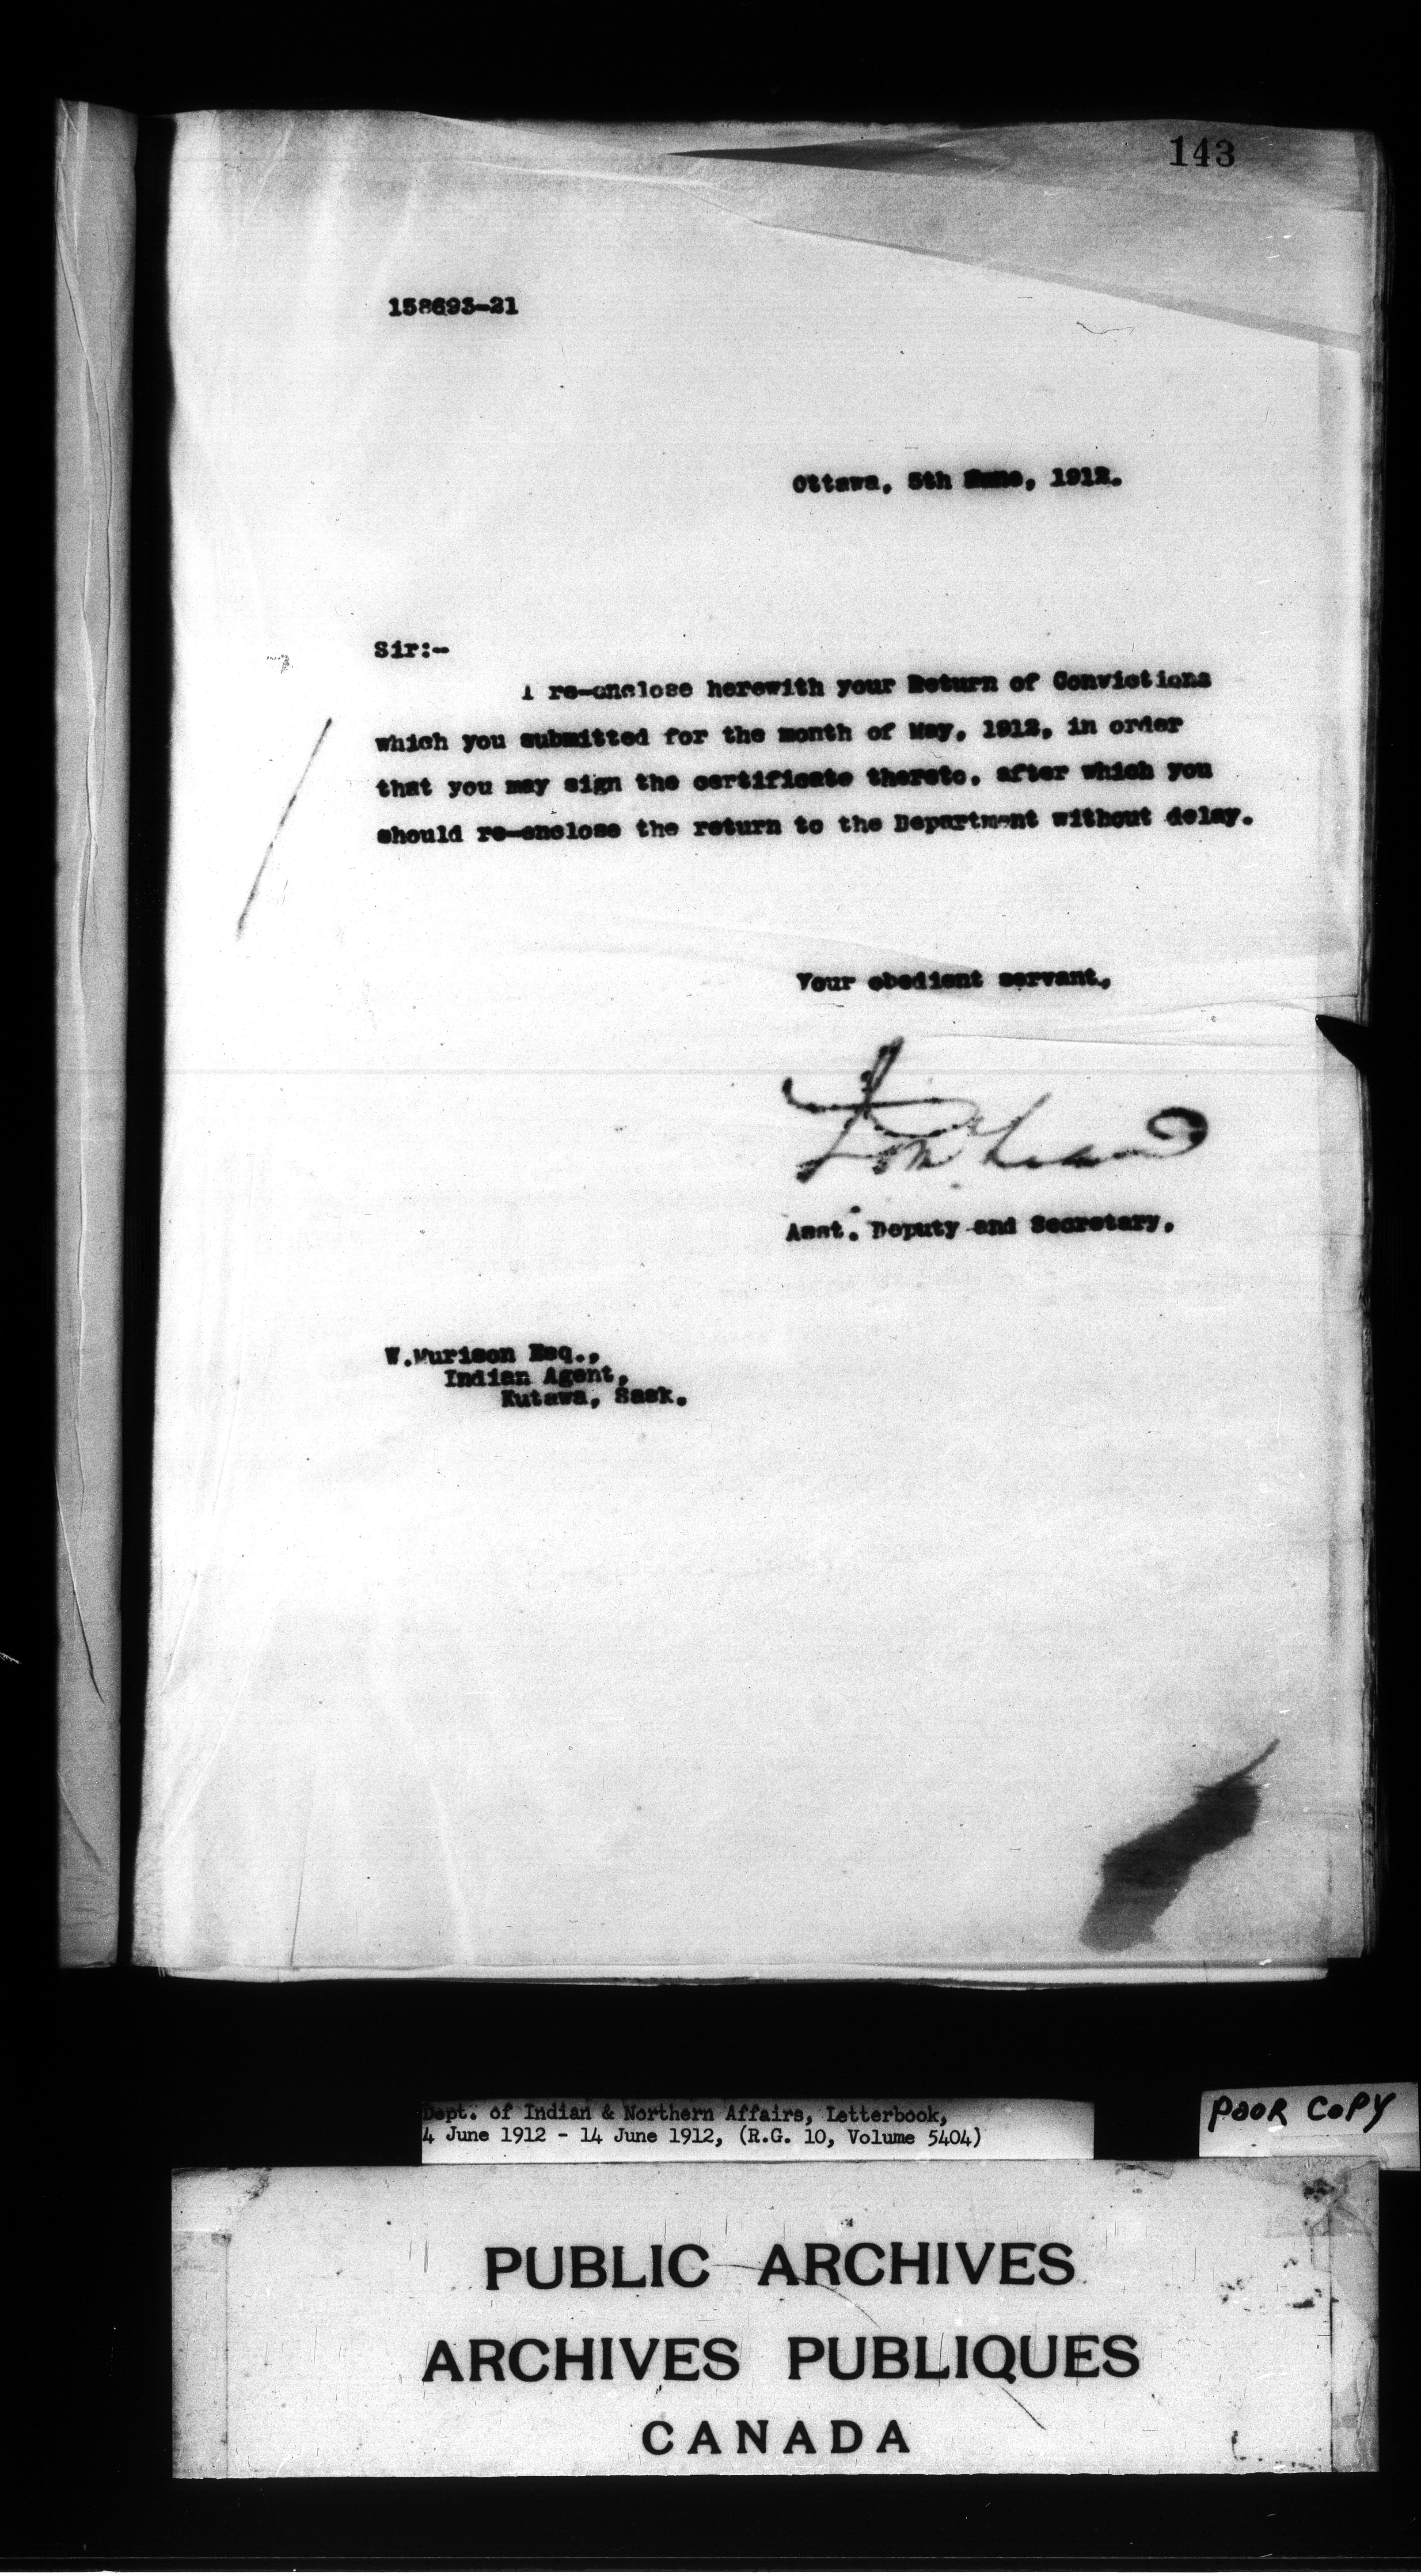 143
158693-21
Ottawa, 5th June, 1912.
Sir:-
I re-enclose herewith your Return of Convictions
which you submitted for the month of May, 1912, in order
that you may sign the certificate thereto, after which you
should re-enclose the return to the Department without delay.
Your obedient servant,
Asst. Deputy and Secretary.
W.Murison Esq.,
Indian Agent,
Kutawa, Sask.
Dept. of Indian & Northern Affairs, Letterbook,
4 June 1912 - 14 June 1912, (R.G. 10, Volume 5404)
POOR COPY
PUBLIC ARCHIVES
ARCHIVES PUBLIQUES
CANADA